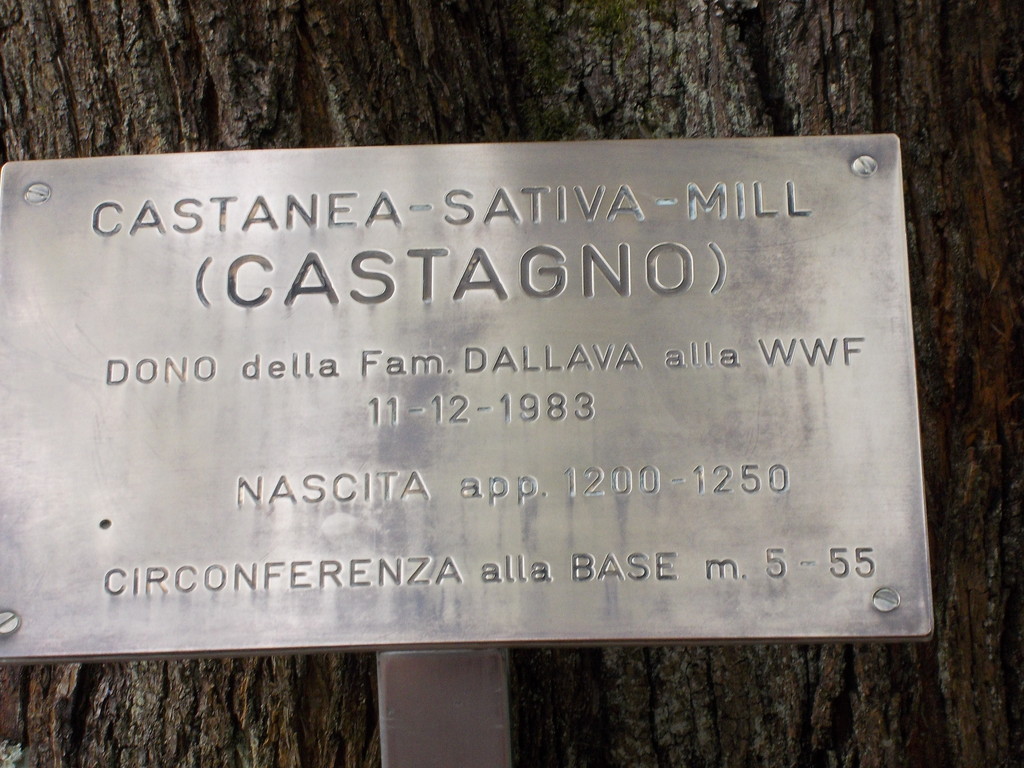 CASTANEA-SATIVA-MILL
(CASTAGNO)
DONO della Fam. DALLAVA alla WWF
11-12-1983
NASCITA app. 1200-1250
CIRCONFERENZA alla BASE m. 5-55